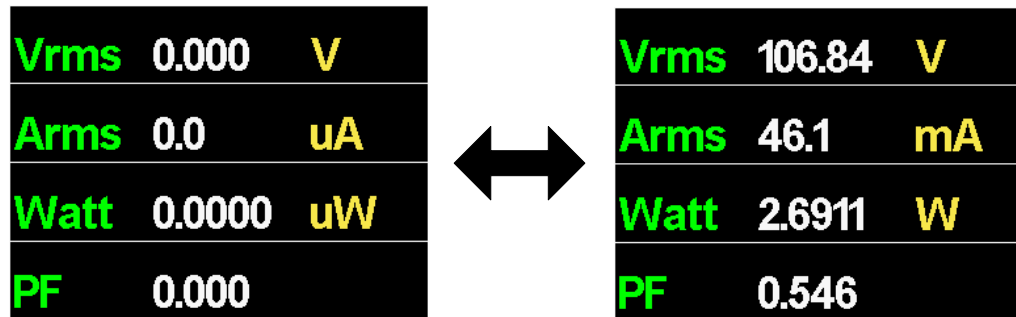 Vrms 0.000 V
Arms 0.0 uA
Watt 0.0000 uW
PF 0.000
Vrms 106.84 V
Arms 46.1 mA
Watt 2.6911 W
PF 0.546